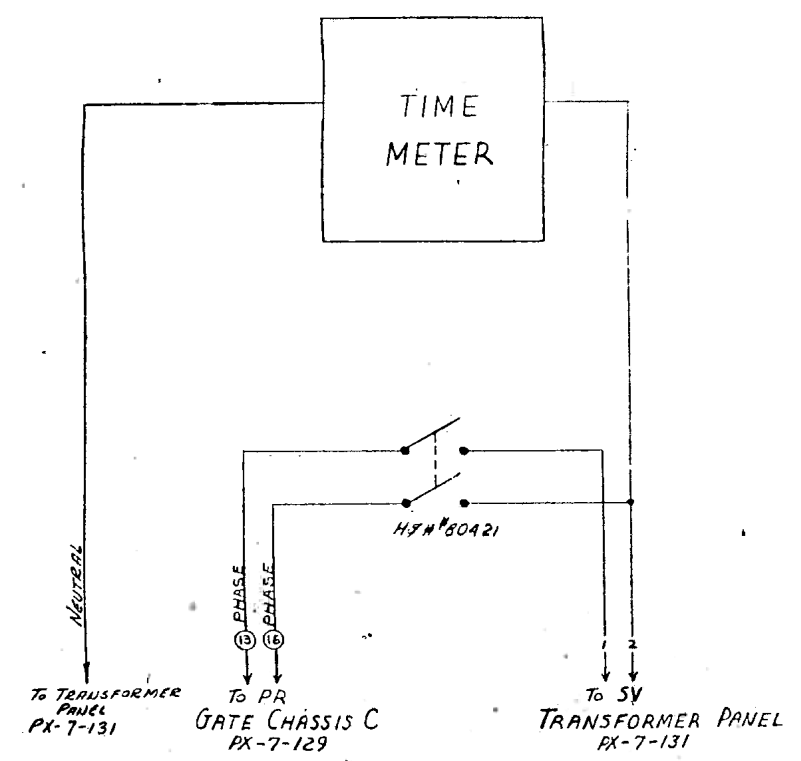 TIME
METER
H&H #80421
NEUTRAL
PHASE
PHASE
13
16
1
2
TO TRANSFORMER
PANEL
PX-7-131
TO PR
GATE CHASSIS C
PX-7-129
TO SV
TRANSFORMER PANEL
PX-7-131